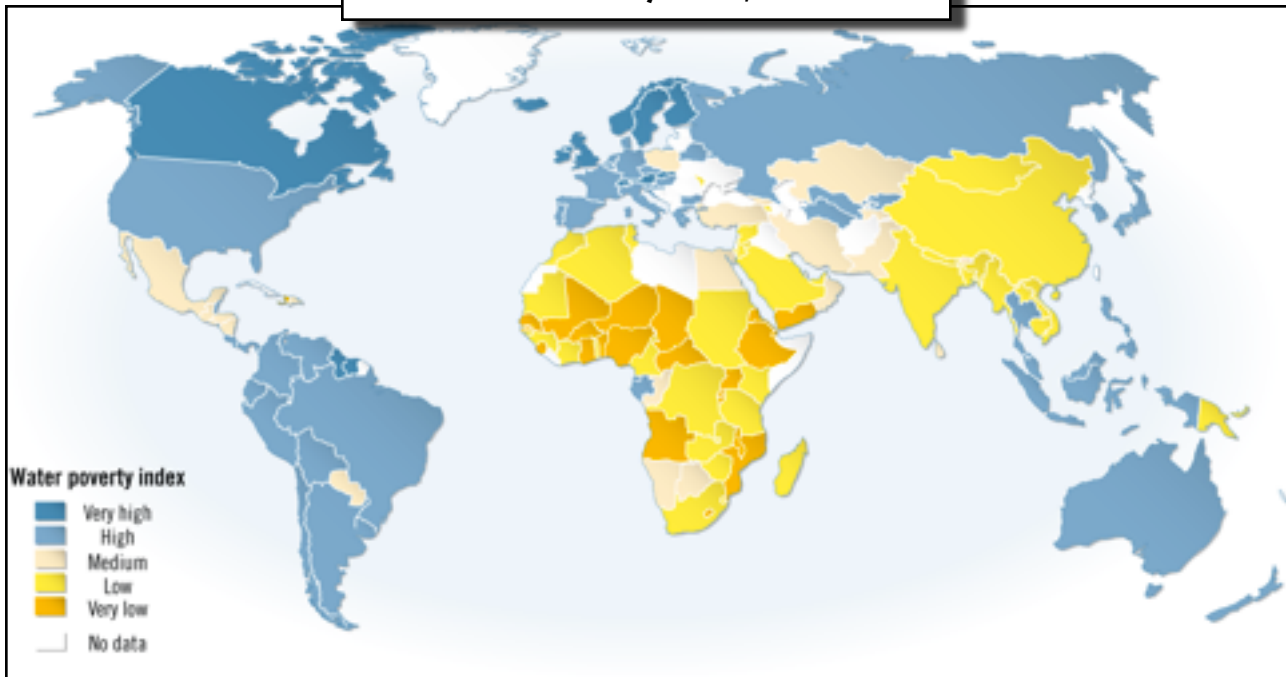 Water poverty index
Very high
High
Medium
Low
Very low
No data